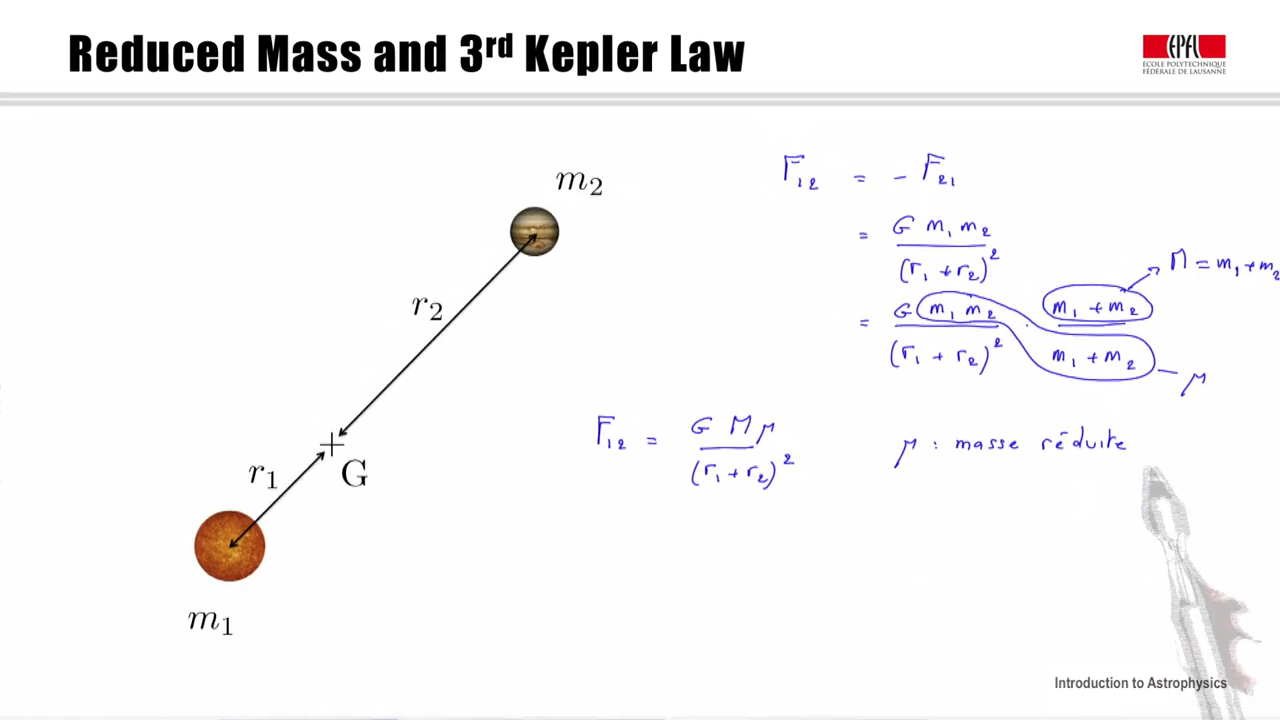 Reduced Mass and 3rd Kepler Law
EPFL
ÉCOLE POLYTECHNIQUE
FÉDÉRALE DE LAUSANNE
m₂
r₂
r₁
G
m₁
F₁₂ = - F₂₁
= G m₁ m₂ / (r₁ + r₂)²
= G m₁ m₂ / (r₁ + r₂)² · m₁ + m₂ / m₁ + m₂
M = m₁ + m₂
μ
F₁₂ = G M μ / (r₁ + r₂)²
μ : masse réduite
Introduction to Astrophysics